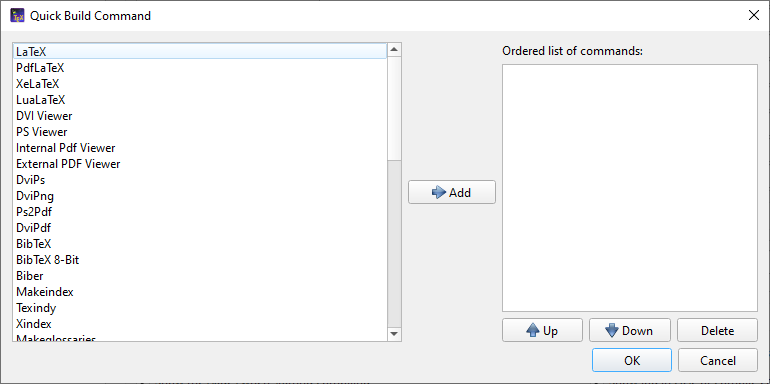 Quick Build Command
LaTeX
PdfLaTeX
XeLaTeX
LuaLaTeX
DVI Viewer
PS Viewer
Internal Pdf Viewer
External PDF Viewer
DviPs
DviPng
Ps2Pdf
DviPdf
BibTeX
BibTeX 8-Bit
Biber
Makeindex
Texindy
Xindex
Makeglossaries
Add
Ordered list of commands:
Up
Down
Delete
OK
Cancel